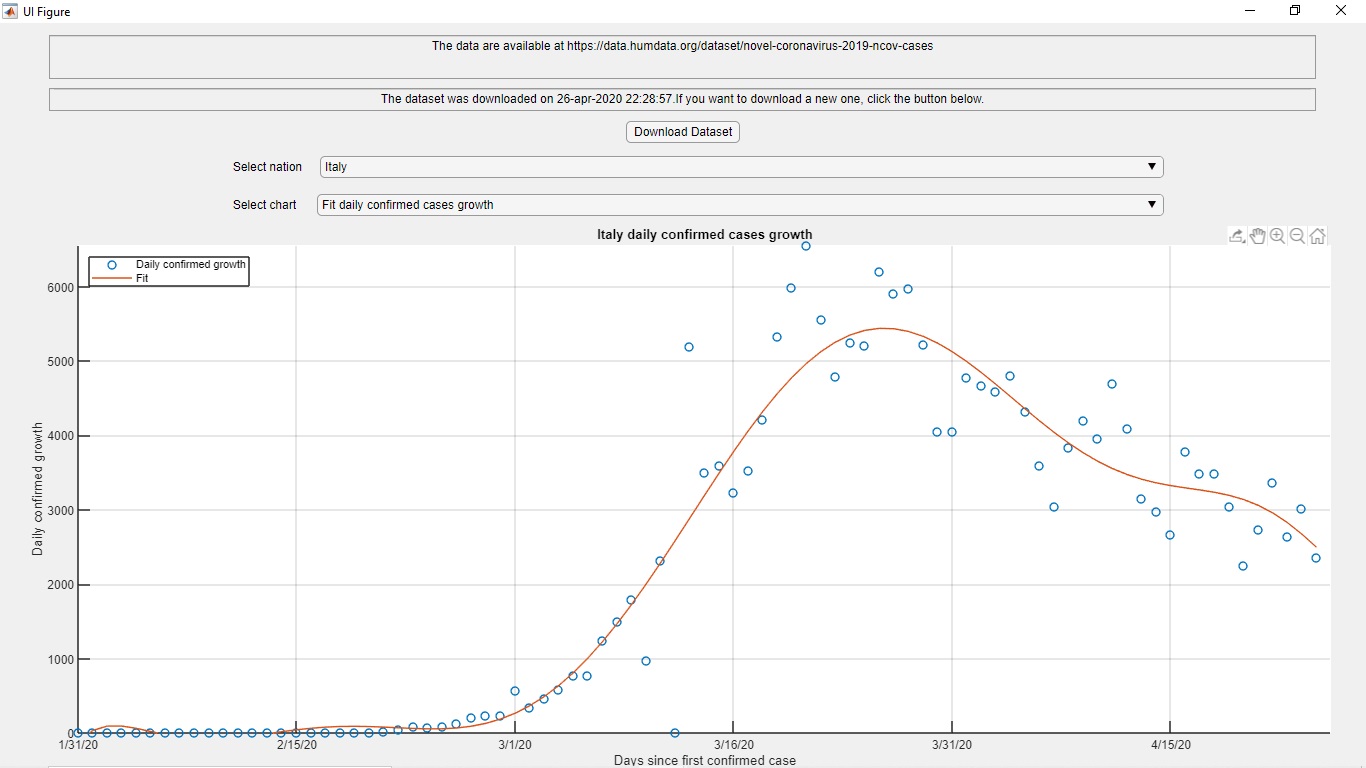 UI Figure
The data are available at https://data.humdata.org/dataset/novel-coronavirus-2019-ncov-cases
The dataset was downloaded on 26-apr-2020 22:28:57.If you want to download a new one, click the button below.
Download Dataset
Select nation Italy
Select chart Fit daily confirmed cases growth
Italy daily confirmed cases growth
Daily confirmed growth
Fit
6000
5000
4000
3000
2000
1000
0
Daily confirmed growth
1/31/20 2/15/20 3/1/20 3/16/20 3/31/20 4/15/20
Days since first confirmed case